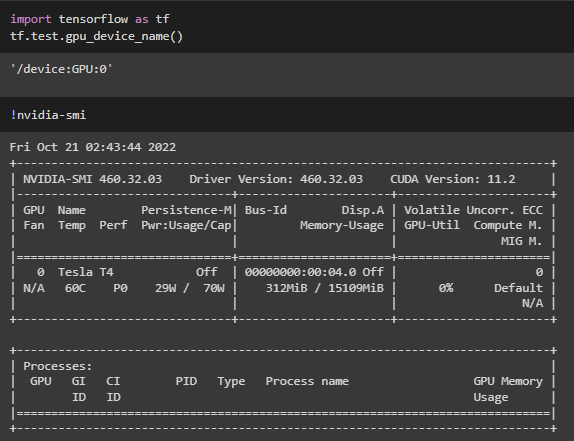 import tensorflow as tf
tf.test.gpu_device_name()
'/device:GPU:0'
!nvidia-smi
Fri Oct 21 02:43:44 2022
+-----------------------------------------------------------------------------+
| NVIDIA-SMI 460.32.03    Driver Version: 460.32.03    CUDA Version: 11.2     |
|-------------------------------+----------------------+----------------------+
| GPU  Name        Persistence-M| Bus-Id        Disp.A | Volatile Uncorr. ECC |
| Fan  Temp  Perf  Pwr:Usage/Cap|         Memory-Usage | GPU-Util  Compute M. |
|                               |                      |               MIG M. |
|===============================+======================+======================|
|   0  Tesla T4            Off  | 00000000:00:04.0 Off |                    0 |
| N/A   60C    P0    29W /  70W |    312MiB / 15109MiB |      0%      Default |
|                               |                      |                  N/A |
+-------------------------------+----------------------+----------------------+
+-----------------------------------------------------------------------------+
| Processes:                                                                  |
|  GPU   GI   CI        PID   Type   Process name                  GPU Memory |
|        ID   ID                                                   Usage      |
|=============================================================================|
+-----------------------------------------------------------------------------+